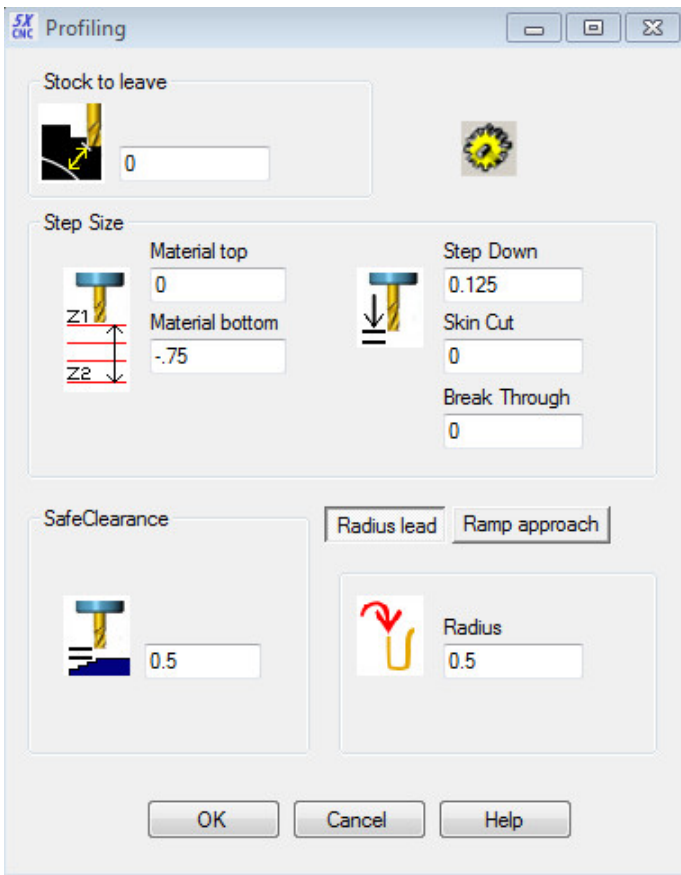 5X
CNC
Profiling
Stock to leave
0
Step Size
Material top
0
Z1
Material bottom
-.75
Z2
Step Down
0.125
Skin Cut
0
Break Through
0
SafeClearance
0.5
Radius lead
Ramp approach
Radius
0.5
OK
Cancel
Help